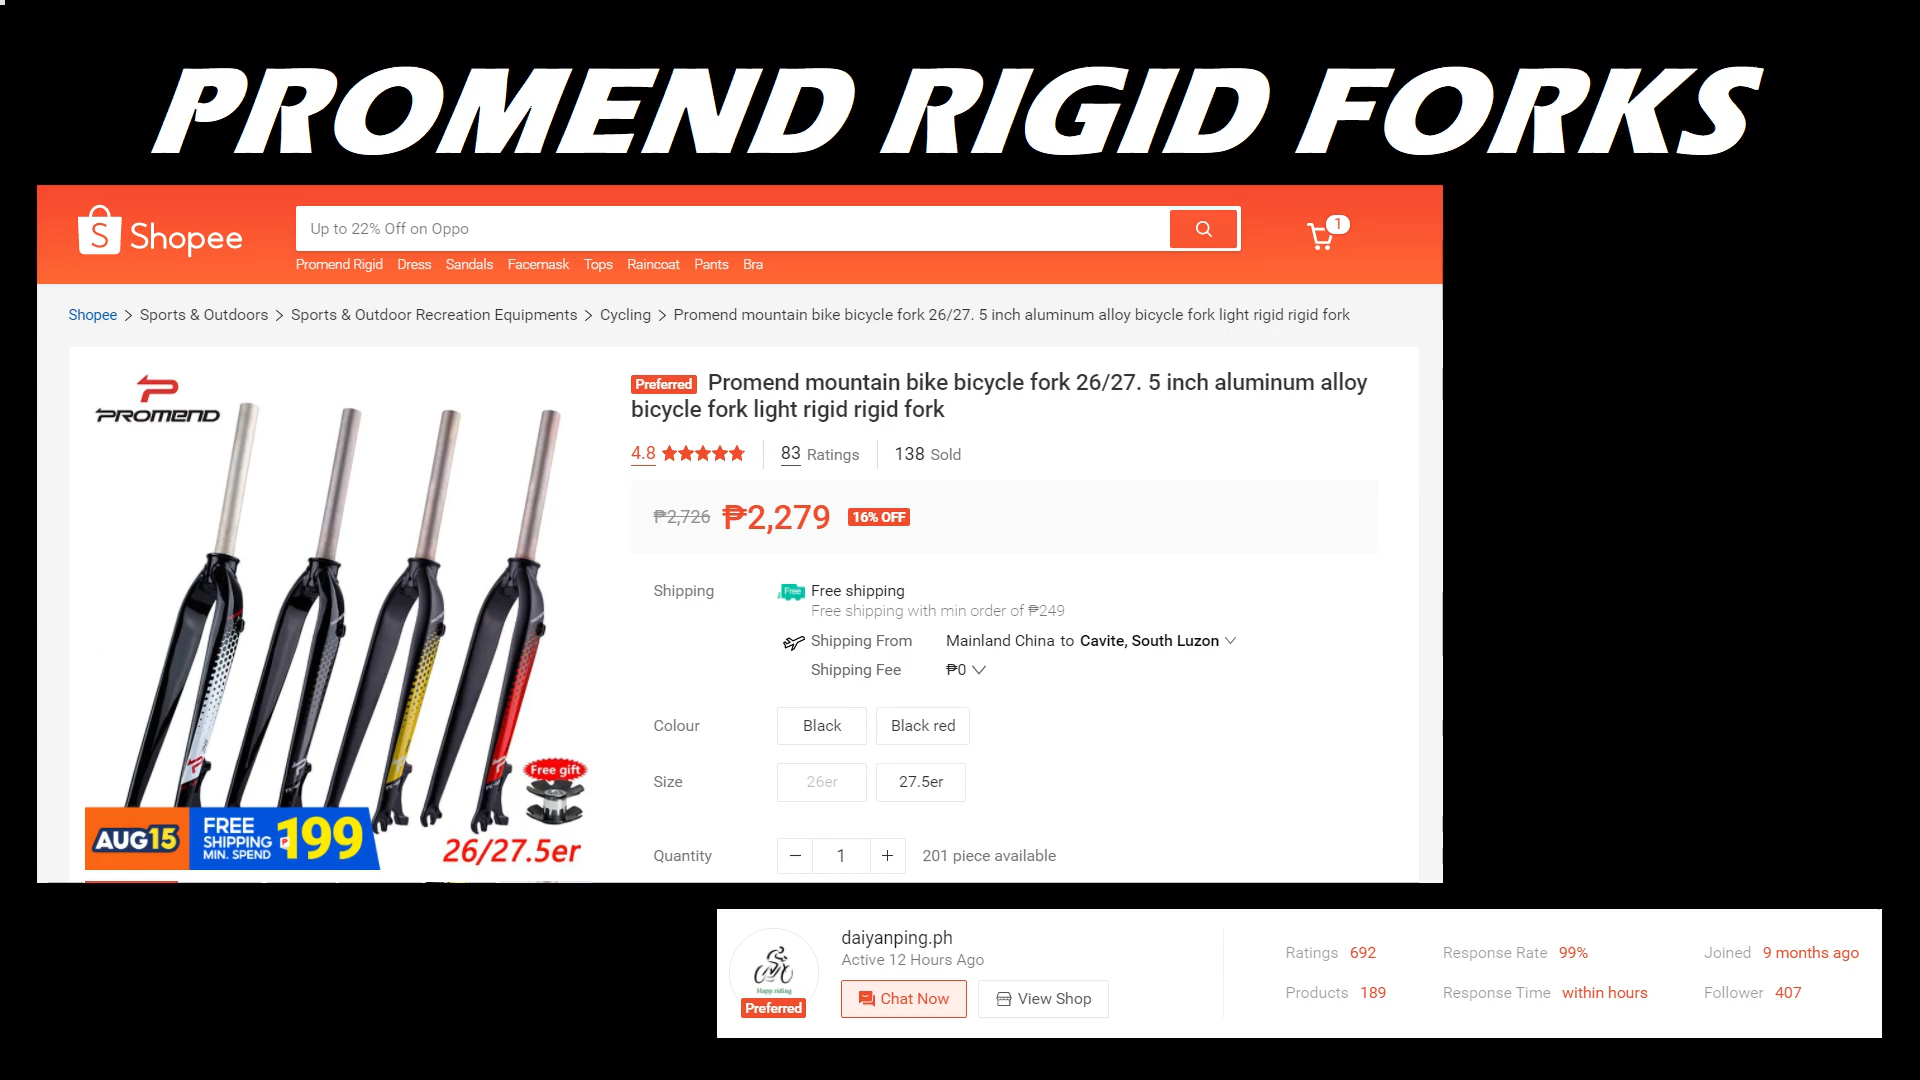 PROMEND RIGID FORKS
Shopee
Up to 22% Off on Oppo
1
Promend Rigid Dress Sandals Facemask Tops Raincoat Pants Bra
Shopee > Sports & Outdoors > Sports & Outdoor Recreation Equipments > Cycling > Promend mountain bike bicycle fork 26/27. 5 inch aluminum alloy bicycle fork light rigid rigid fork
PROMEND
Free gift
AUG15
FREE
SHIPPING
MIN. SPEND
₱199
26/27.5er
Preferred Promend mountain bike bicycle fork 26/27. 5 inch aluminum alloy
bicycle fork light rigid rigid fork
4.8 83 Ratings 138 Sold
₱2,726 ₱2,279 16% OFF
Shipping Free Free shipping
Free shipping with min order of ₱249
Shipping From Mainland China to Cavite, South Luzon
Shipping Fee ₱0
Colour Black Black red
Size 26er 27.5er
Quantity − 1 + 201 piece available
Happ riding
Preferred
daiyanping.ph
Active 12 Hours Ago
Chat Now View Shop
Ratings 692 Response Rate 99% Joined 9 months ago
Products 189 Response Time within hours Follower 407